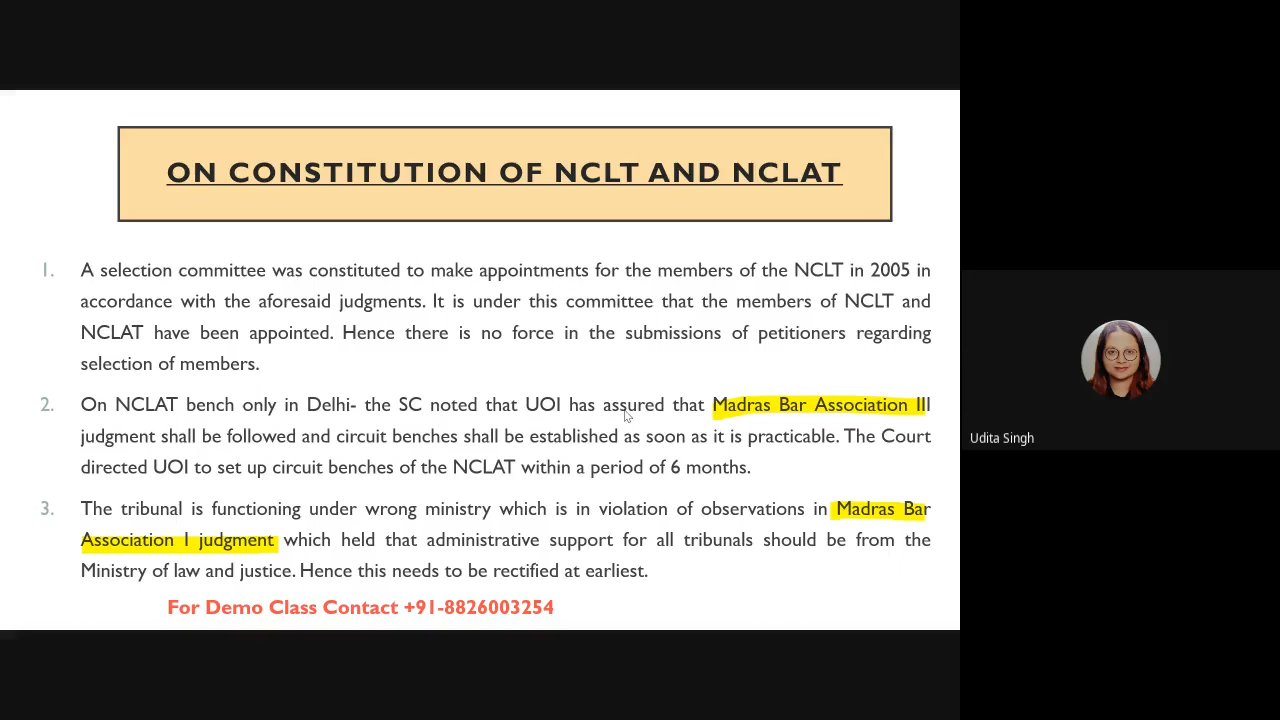 ON CONSTITUTION OF NCLT AND NCLAT
1. A selection committee was constituted to make appointments for the members of the NCLT in 2005 in
accordance with the aforesaid judgments. It is under this committee that the members of NCLT and
NCLAT have been appointed. Hence there is no force in the submissions of petitioners regarding
selection of members.
2. On NCLAT bench only in Delhi- the SC noted that UOI has assured that Madras Bar Association III
judgment shall be followed and circuit benches shall be established as soon as it is practicable. The Court
directed UOI to set up circuit benches of the NCLAT within a period of 6 months.
3. The tribunal is functioning under wrong ministry which is in violation of observations in Madras Bar
Association I judgment which held that administrative support for all tribunals should be from the
Ministry of law and justice. Hence this needs to be rectified at earliest.
For Demo Class Contact +91-8826003254
Udita Singh